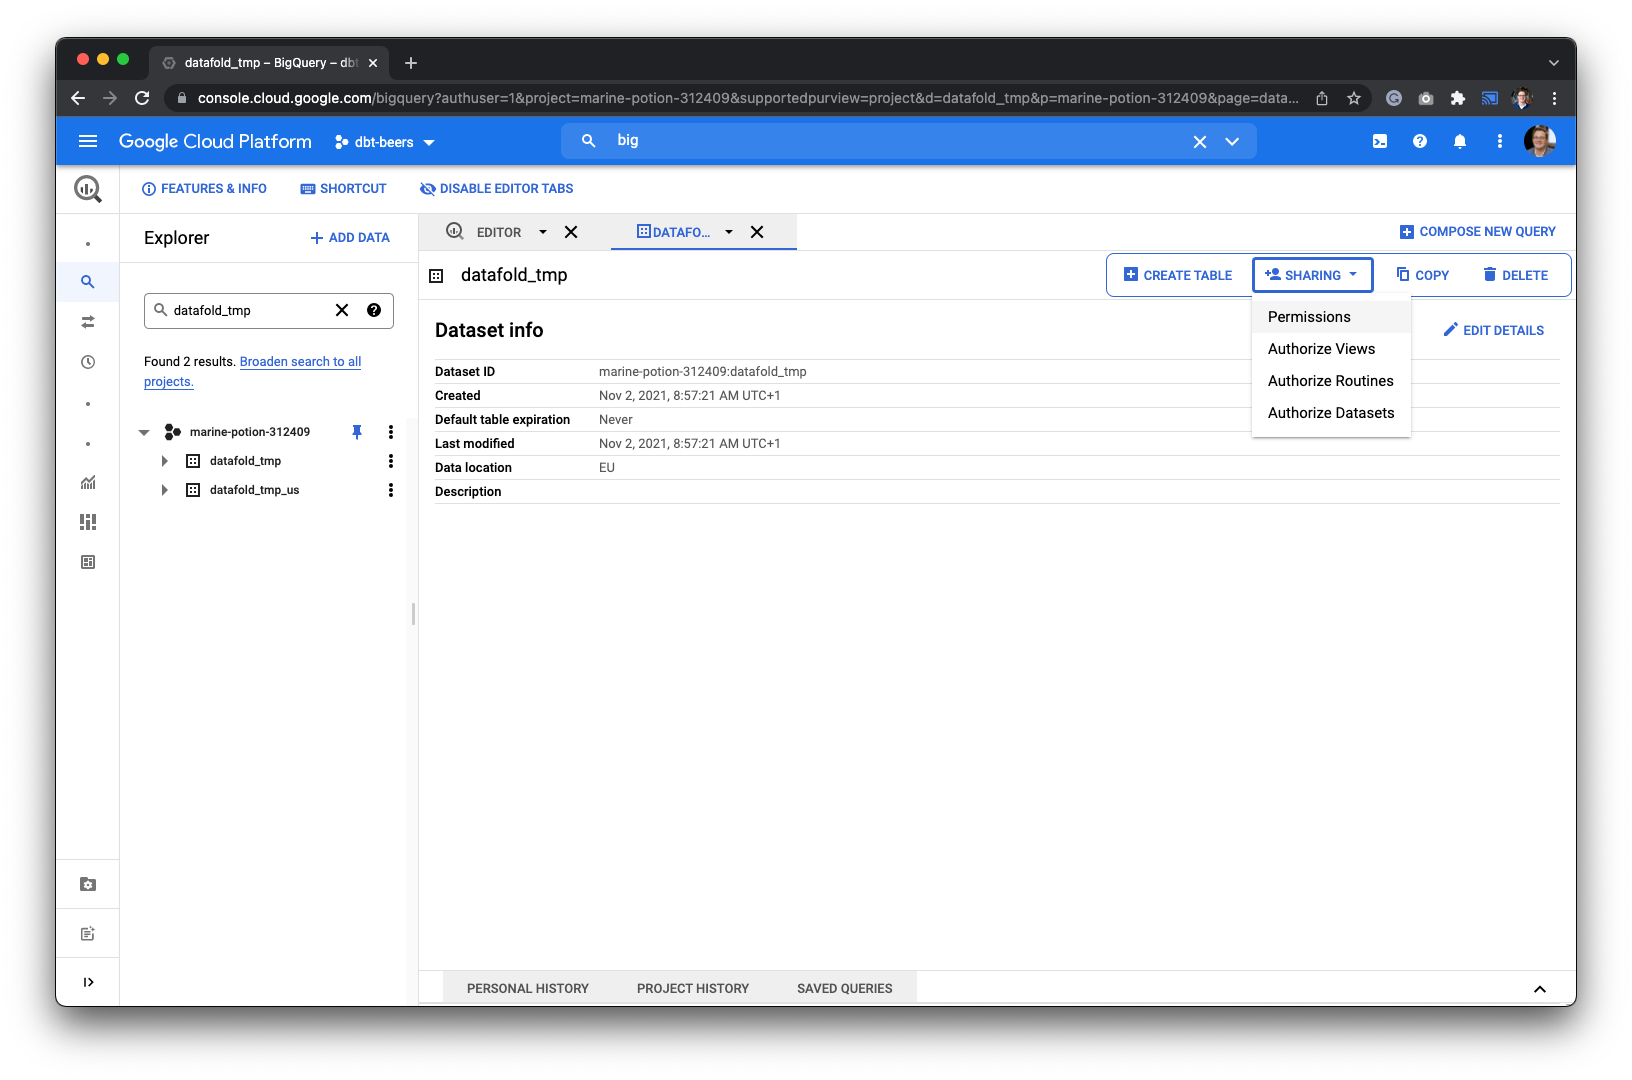 datafold_tmp – BigQuery – dbt
console.cloud.google.com/bigquery?authuser=1&project=marine-potion-312409&supportedpurview=project&d=datafold_tmp&p=marine-potion-312409&page=data...
Google Cloud Platform dbt-beers big
FEATURES & INFO SHORTCUT DISABLE EDITOR TABS
Explorer + ADD DATA
EDITOR DATAFO... COMPOSE NEW QUERY
datafold_tmp CREATE TABLE SHARING COPY DELETE
datafold_tmp
Found 2 results. Broaden search to all
projects.
marine-potion-312409
datafold_tmp
datafold_tmp_us
Permissions
Authorize Views
Authorize Routines
Authorize Datasets
Dataset info EDIT DETAILS
Dataset ID marine-potion-312409:datafold_tmp
Created Nov 2, 2021, 8:57:21 AM UTC+1
Default table expiration Never
Last modified Nov 2, 2021, 8:57:21 AM UTC+1
Data location EU
Description
PERSONAL HISTORY PROJECT HISTORY SAVED QUERIES